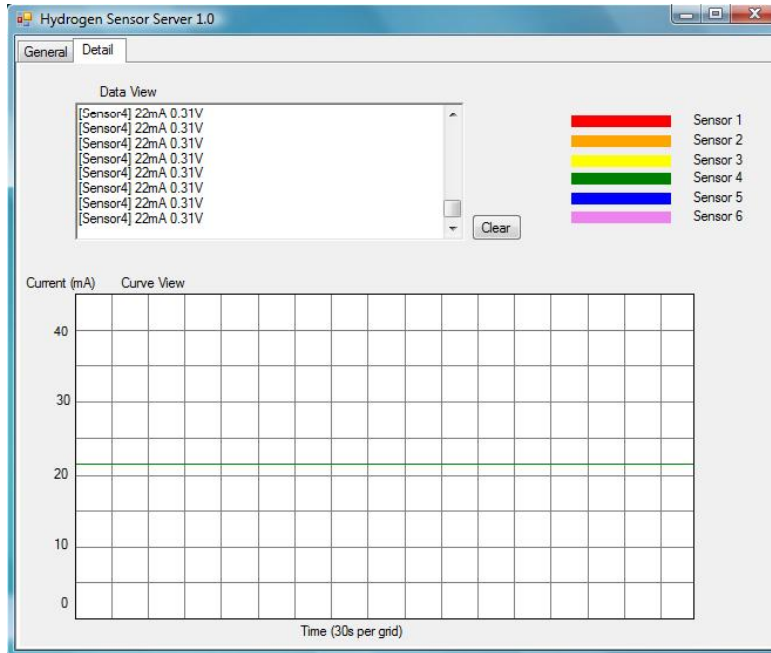 Hydrogen Sensor Server 1.0
General Detail
Data View
[Sensor4] 22mA 0.31V
[Sensor4] 22mA 0.31V
[Sensor4] 22mA 0.31V
[Sensor4] 22mA 0.31V
[Sensor4] 22mA 0.31V
[Sensor4] 22mA 0.31V
[Sensor4] 22mA 0.31V
[Sensor4] 22mA 0.31V
Clear
Sensor 1
Sensor 2
Sensor 3
Sensor 4
Sensor 5
Sensor 6
Current (mA) Curve View
40
30
20
10
0
Time (30s per grid)